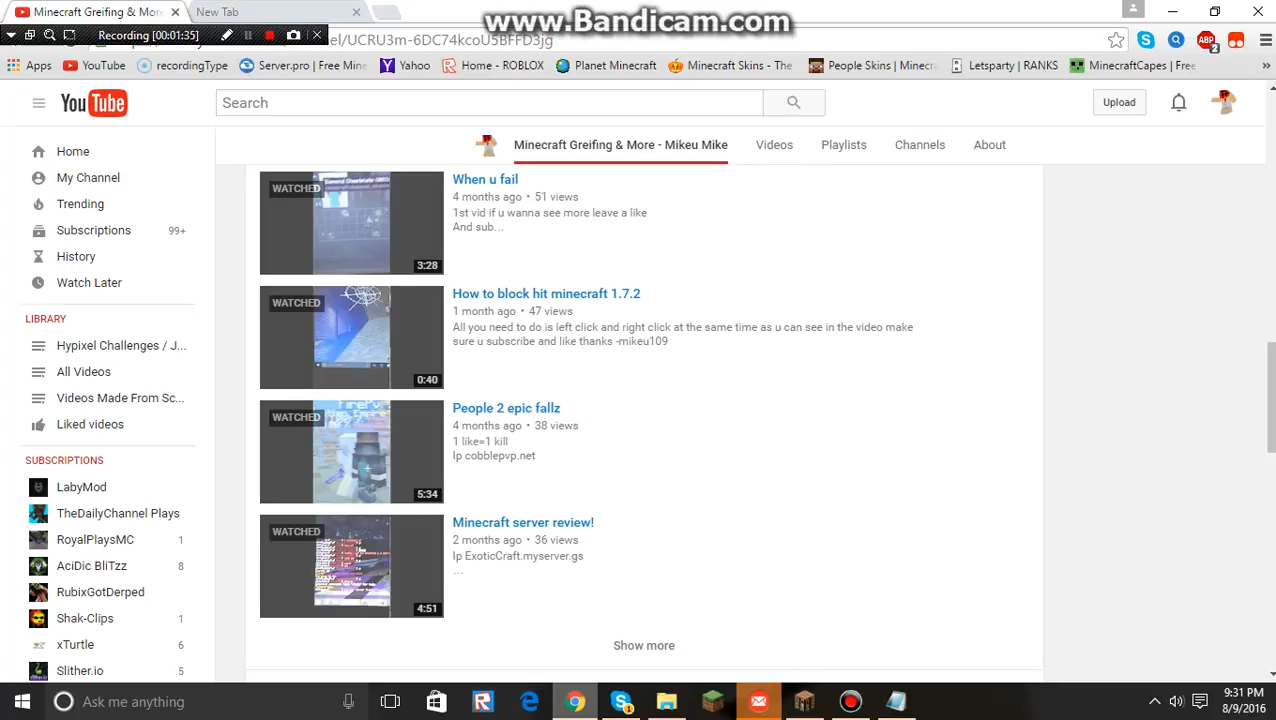 Minecraft Greifing & More
New Tab
www.Bandicam.com
Recording [00:01:35]
el/UCRU3m-6DC74kcoU5BFFD3jg
ABP
2
Apps
YouTube
recordingType
Server.pro | Free Mine
Yahoo
Home - ROBLOX
Planet Minecraft
Minecraft Skins - The
People Skins | Minecr
Letsparty | RANKS
MinecraftCapes | Free
»
YouTube
Search
Upload
Minecraft Greifing & More - Mikeu Mike
Videos
Playlists
Channels
About
Home
My Channel
Trending
Subscriptions 99+
History
Watch Later
LIBRARY
Hypixel Challenges / J...
All Videos
Videos Made From Sc...
Liked videos
SUBSCRIPTIONS
LabyMod
TheDailyChannel Plays
RoyalPlaysMC 1
AciDic BliTzz 8
RubixGotDerped
Shak-Clips 1
xTurtle 6
Slither.io 5
WATCHED
3:28
When u fail
4 months ago • 51 views
1st vid if u wanna see more leave a like
And sub...
WATCHED
0:40
How to block hit minecraft 1.7.2
1 month ago • 47 views
All you need to do is left click and right click at the same time as u can see in the video make
sure u subscribe and like thanks -mikeu109
WATCHED
5:34
People 2 epic fallz
4 months ago • 38 views
1 like=1 kill
Ip cobblepvp.net
WATCHED
4:51
Minecraft server review!
2 months ago • 36 views
Ip ExoticCraft.myserver.gs
...
Show more
Ask me anything
9:31 PM
8/9/2016